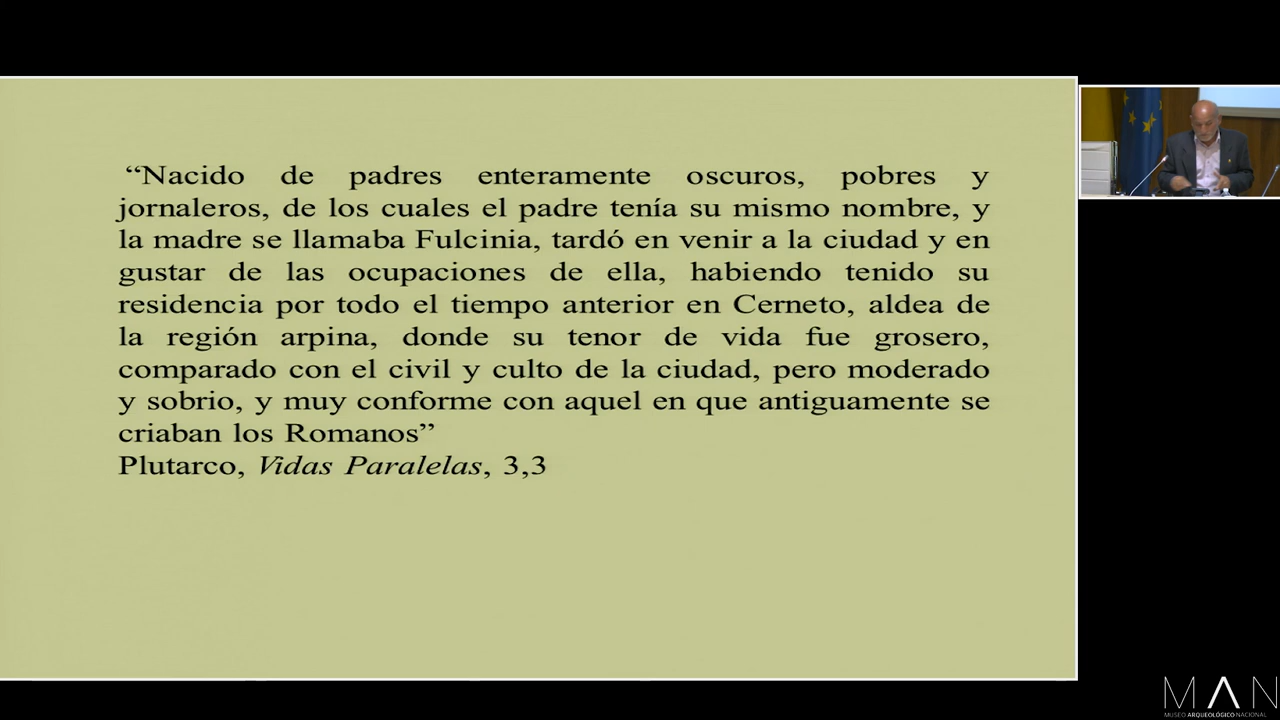 “Nacido de padres enteramente oscuros, pobres y
jornaleros, de los cuales el padre tenía su mismo nombre, y
la madre se llamaba Fulcinia, tardó en venir a la ciudad y en
gustar de las ocupaciones de ella, habiendo tenido su
residencia por todo el tiempo anterior en Cerneto, aldea de
la región arpina, donde su tenor de vida fue grosero,
comparado con el civil y culto de la ciudad, pero moderado
y sobrio, y muy conforme con aquel en que antiguamente se
criaban los Romanos”
Plutarco, Vidas Paralelas, 3,3
MAN
MUSEO ARQUEOLÓGICO NACIONAL